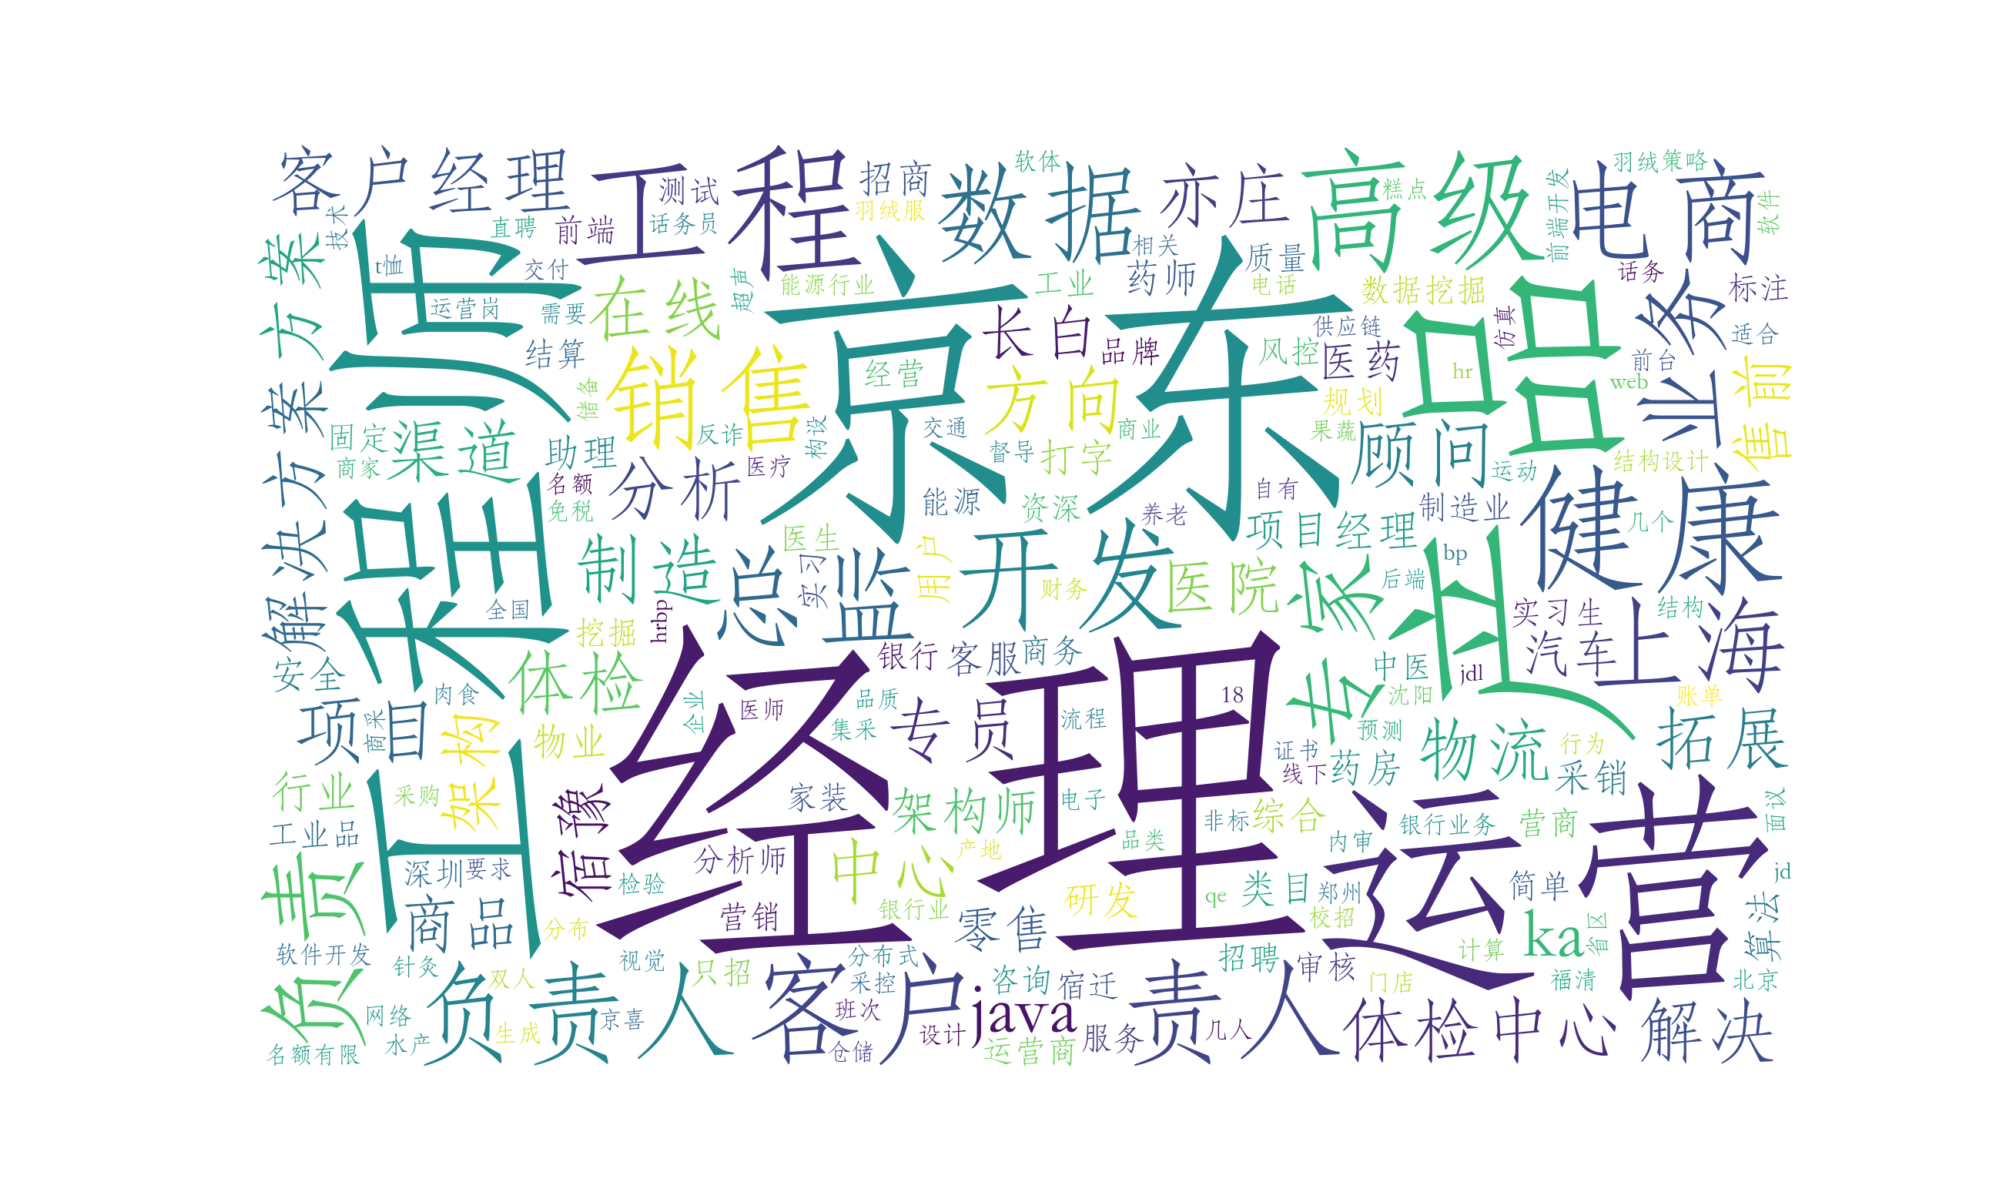 客户经理
工程
测试
招商
软体
数据
亦庄
高级
糕点
羽绒策略
电商
前端开发
软件
技术
直聘
前端
话务员
羽绒服
相关
质量
话务
标注
方案
工程师
t恤
交付
运营岗
需要
在线
超声
能源行业
工业
药师
电话
数据挖掘
仿真
业务
适合
结算
销售
京东
经营
长白
品牌
风控
供应链
医药
产品
hr
web
前台
售前
储备
方向
规划
解决方案
固定
渠道
商家
助理
反诈
构设
交通
商业
督导
打字
果蔬
顾问
运动
结构设计
名额
免税
分析
医疗
能源
资深
养老
自有
项目经理
制造业
几个
健康
制造
总监
医生
实习
用户
开发
财务
医院
专家
后端
bp
全国
挖掘
hrbp
实习生
结构
安全
体检
银行
客服
商务
中医
jdl
汽车
上海
肉食
项目
商采
架构
物业
企业
医师
品质
集采
专员
流程
18
沈阳
预测
物流
账单
拓展
证书
线下
药房
行为
采销
行业
采购
经理
家装
架构师
电子
非标
综合
银行业务
营商
运营
面议
工业品
宿豫
分析师
中心
产地
品类
内审
负责
深圳
要求
检验
营销
银行业
研发
qe
类目
郑州
校招
简单
jd
商品
分布
零售
ka
省区
算法
软件开发
针灸
双人
视觉
只招
分布式
采控
咨询
宿迁
招聘
审核
门店
计算
福清
北京
网络
负责人
京喜
客户
班次
java
设计
服务
几人
责人
体检中心
解决
名额有限
水产
生成
仓储
运营商